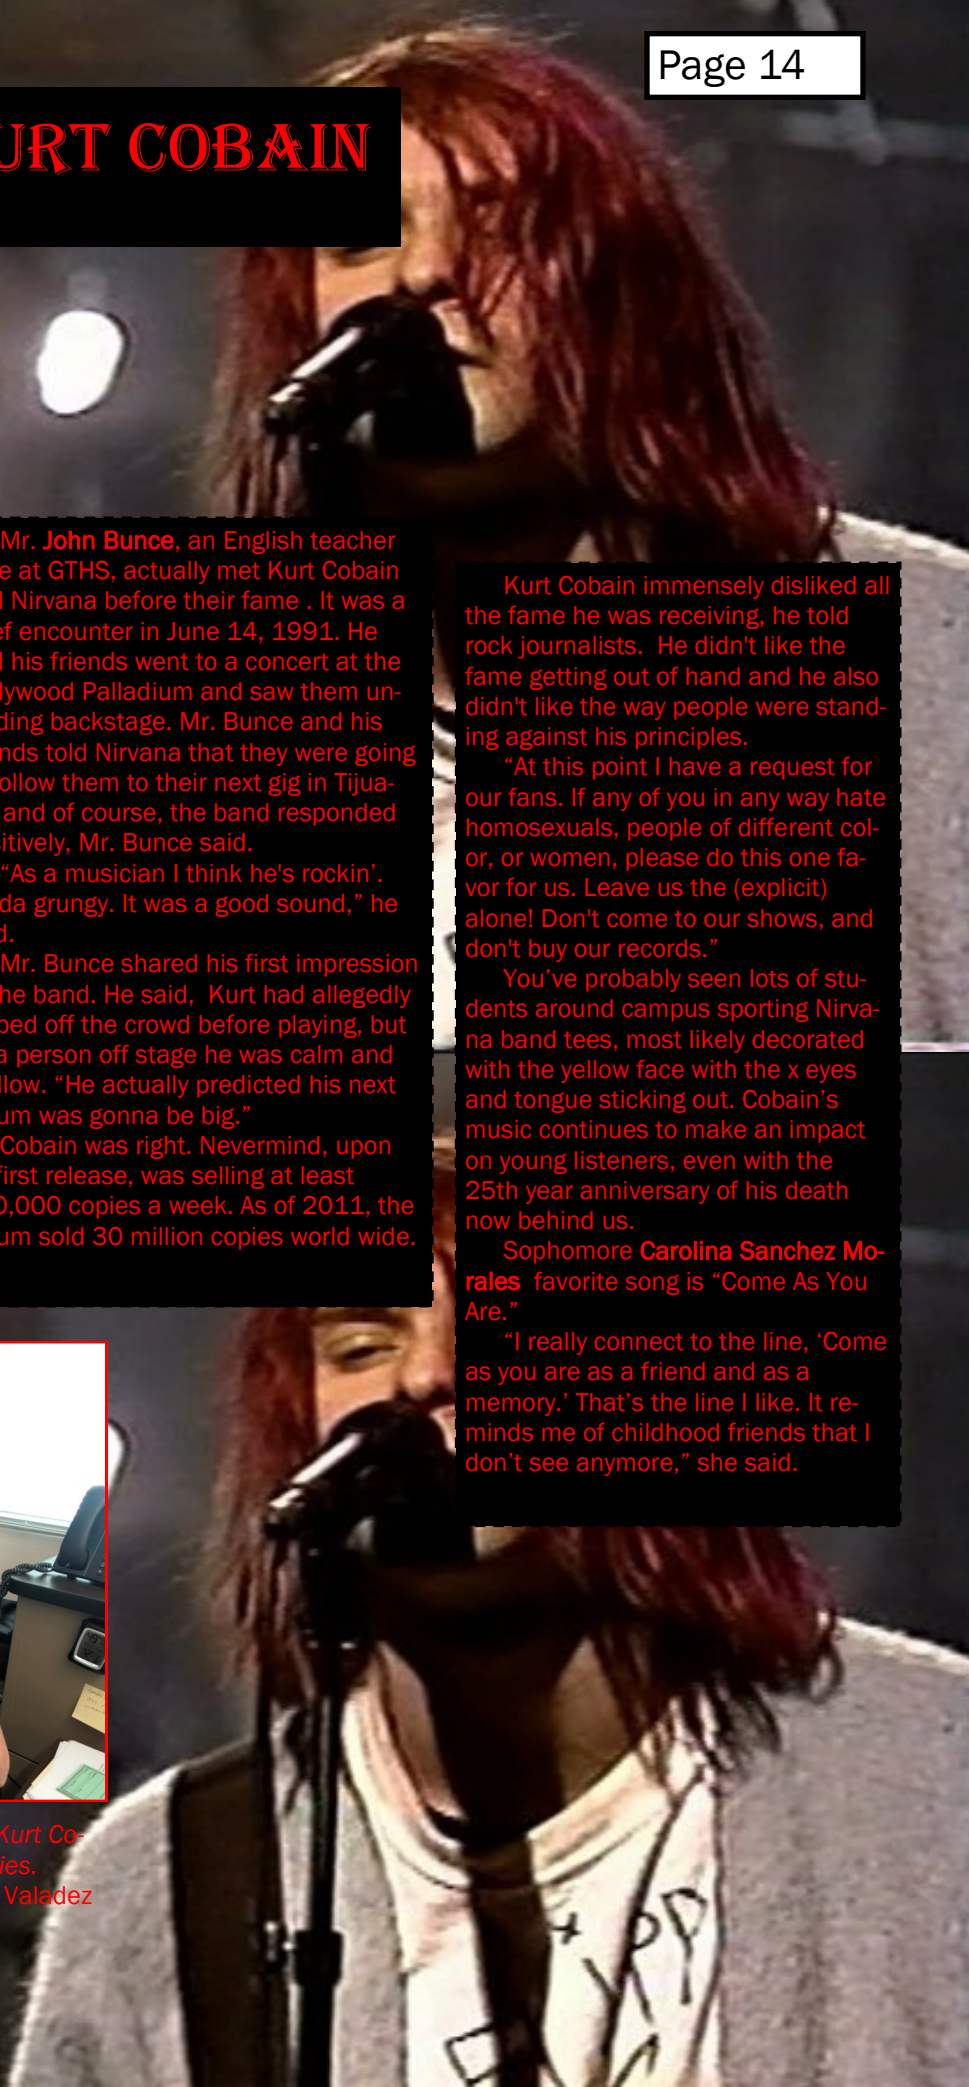 Page 14
URT COBAIN
Mr. John Bunce, an English teacher
e at GTHS, actually met Kurt Cobain
d Nirvana before their fame . It was a
ef encounter in June 14, 1991. He
d his friends went to a concert at the
lywood Palladium and saw them un-
ding backstage. Mr. Bunce and his
nds told Nirvana that they were going
ollow them to their next gig in Tijua-
and of course, the band responded
sitively, Mr. Bunce said.
“As a musician I think he's rockin’.
da grungy. It was a good sound,” he
d.
Mr. Bunce shared his first impression
he band. He said,  Kurt had allegedly
ped off the crowd before playing, but
a person off stage he was calm and
llow. “He actually predicted his next
um was gonna be big.”
Cobain was right. Nevermind, upon
first release, was selling at least
0,000 copies a week. As of 2011, the
um sold 30 million copies world wide.
Kurt Co-
ies.
Valadez
Kurt Cobain immensely disliked all
the fame he was receiving, he told
rock journalists.  He didn't like the
fame getting out of hand and he also
didn't like the way people were stand-
ing against his principles.
“At this point I have a request for
our fans. If any of you in any way hate
homosexuals, people of different col-
or, or women, please do this one fa-
vor for us. Leave us the (explicit)
alone! Don't come to our shows, and
don't buy our records.”
You’ve probably seen lots of stu-
dents around campus sporting Nirva-
na band tees, most likely decorated
with the yellow face with the x eyes
and tongue sticking out. Cobain’s
music continues to make an impact
on young listeners, even with the
25th year anniversary of his death
now behind us.
Sophomore Carolina Sanchez Mo-
rales  favorite song is “Come As You
Are.”
“I really connect to the line, ‘Come
as you are as a friend and as a
memory.’ That’s the line I like. It re-
minds me of childhood friends that I
don’t see anymore,” she said.